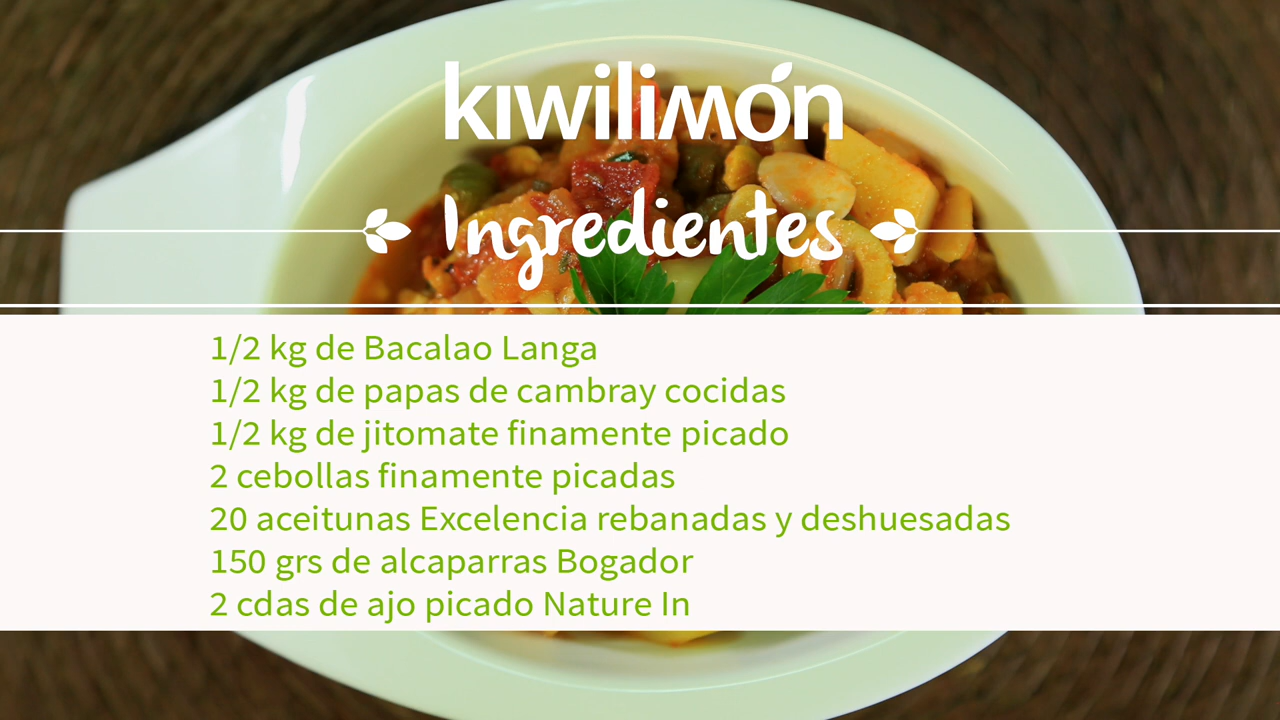 kiwilimón
Ingredientes
1/2 kg de Bacalao Langa
1/2 kg de papas de cambray cocidas
1/2 kg de jitomate finamente picado
2 cebollas finamente picadas
20 aceitunas Excelencia rebanadas y deshuesadas
150 grs de alcaparras Bogador
2 cdas de ajo picado Nature In